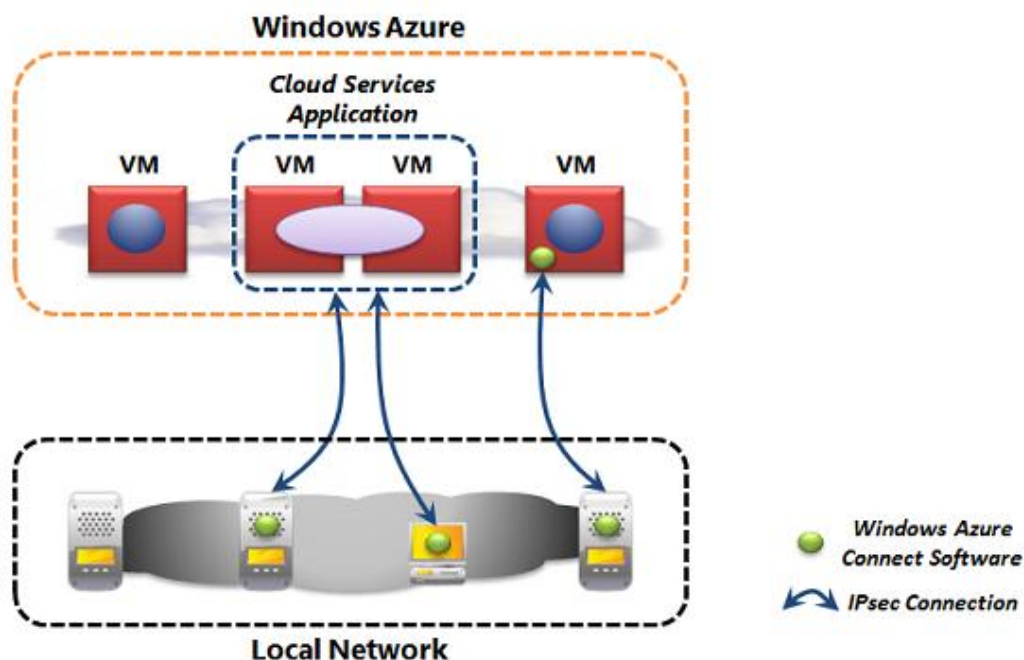 Windows Azure
Cloud Services
Application
VM
VM
VM
VM
Windows Azure
Connect Software
IPsec Connection
Local Network